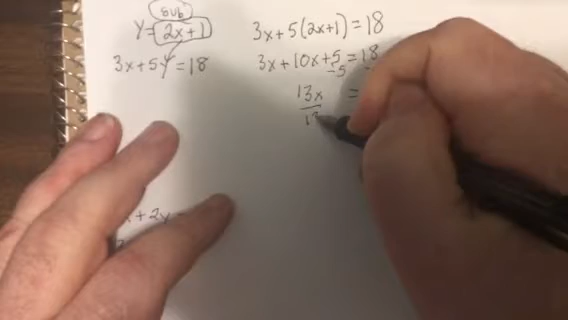 sub
y = 2x+1
3x+5y=18
3x+5(2x+1)=18
3x+10x+5=18
-5
13x =
x+2y